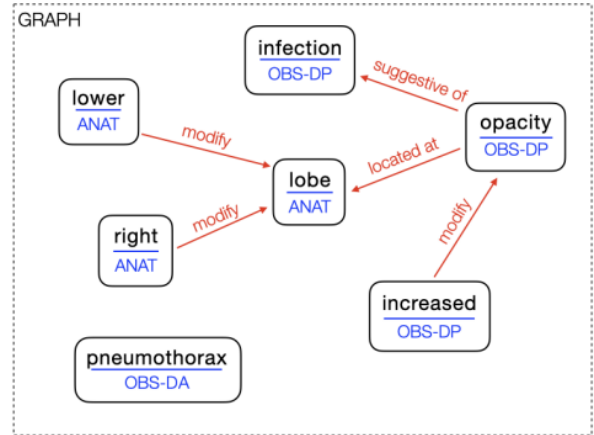 GRAPH
infection
OBS-DP
suggestive of
lower
ANAT
opacity
OBS-DP
modify
located at
lobe
ANAT
right
ANAT
modify
modify
increased
OBS-DP
pneumothorax
OBS-DA